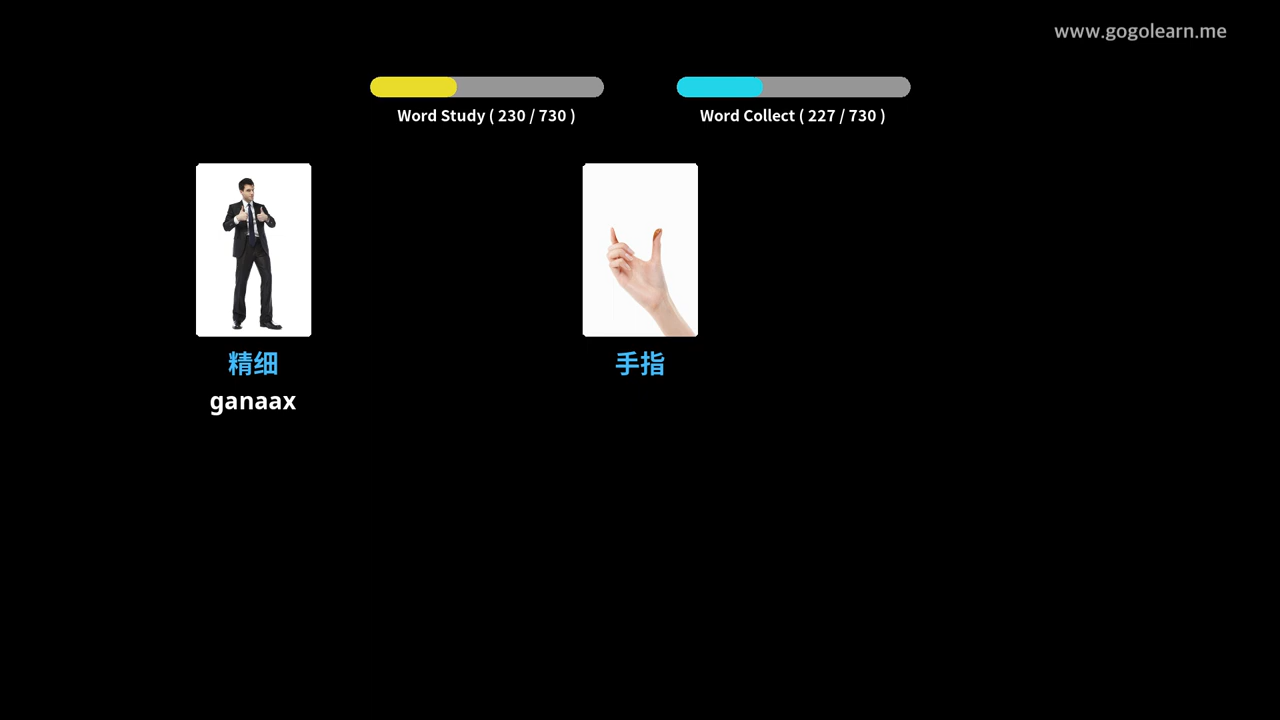 www.gogolearn.me
Word Study ( 230 / 730 )
Word Collect ( 227 / 730 )
精细
手指
ganaax